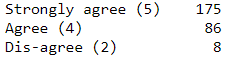 Strongly agree (5) 175
Agree (4) 86
Dis-agree (2) 8